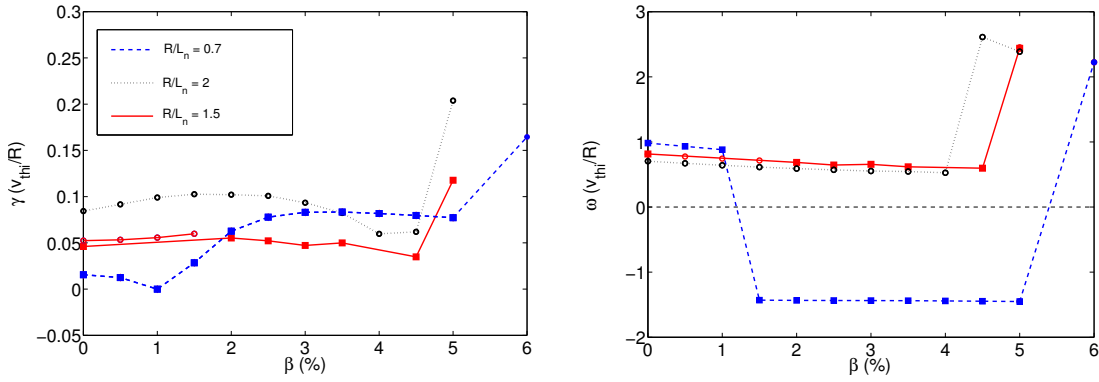 0.3
0.25
0.2
0.15
0.1
0.05
0
−0.05
γ (v_thi/R)
R/L_n = 0.7
R/L_n = 2
R/L_n = 1.5
0 1 2 3 4 5 6
β (%)
3
2
1
0
−1
−2
ω (v_thi/R)
0 1 2 3 4 5 6
β (%)